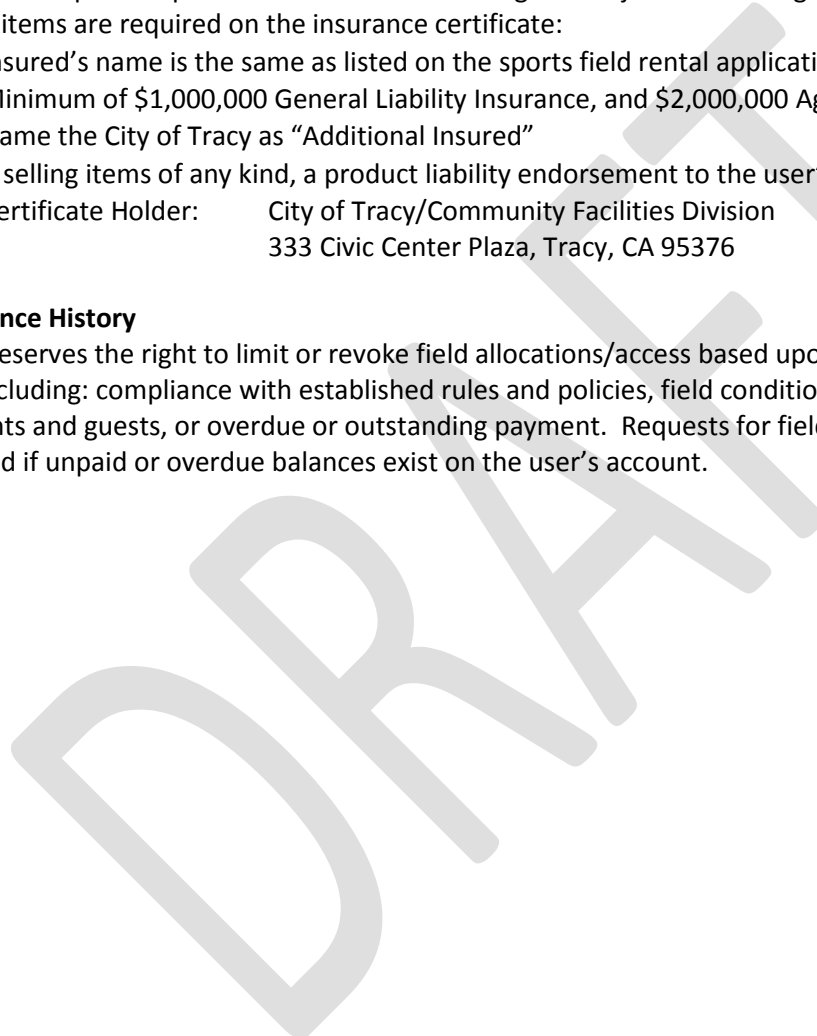 items are required on the insurance certificate:
nsured’s name is the same as listed on the sports field rental applicati
Minimum of $1,000,000 General Liability Insurance, and $2,000,000 Ag
ame the City of Tracy as “Additional Insured”
selling items of any kind, a product liability endorsement to the user’
ertificate Holder: City of Tracy/Community Facilities Division
333 Civic Center Plaza, Tracy, CA 95376
nce History
eserves the right to limit or revoke field allocations/access based upo
cluding: compliance with established rules and policies, field conditio
nts and guests, or overdue or outstanding payment. Requests for fiel
d if unpaid or overdue balances exist on the user’s account.
DRAFT